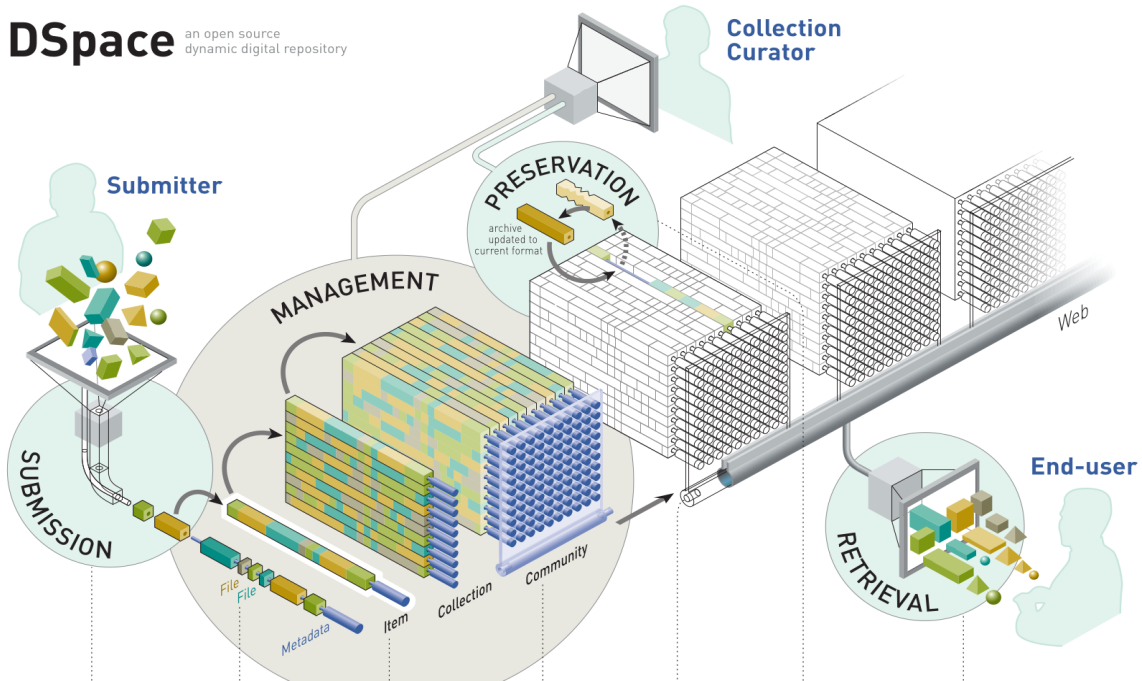 DSpace
an open source
dynamic digital repository
Collection
Curator
Submitter
PRESERVATION
archive
updated to
current format
MANAGEMENT
Web
SUBMISSION
End-user
RETRIEVAL
File
File
Metadata
Item
Collection
Community